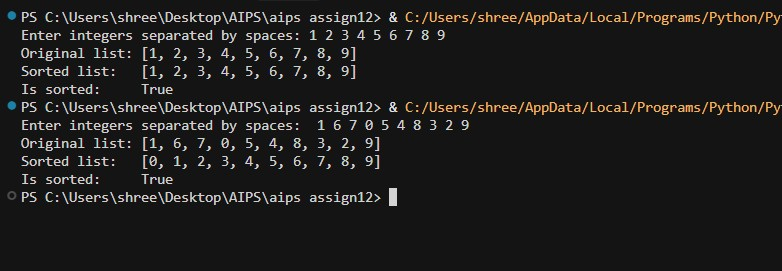 PS C:\Users\shree\Desktop\AIPS\aips assign12> & C:/Users/shree/AppData/Local/Programs/Python/Py
Enter integers separated by spaces: 1 2 3 4 5 6 7 8 9
Original list: [1, 2, 3, 4, 5, 6, 7, 8, 9]
Sorted list:   [1, 2, 3, 4, 5, 6, 7, 8, 9]
Is sorted:     True
PS C:\Users\shree\Desktop\AIPS\aips assign12> & C:/Users/shree/AppData/Local/Programs/Python/Py
Enter integers separated by spaces:  1 6 7 0 5 4 8 3 2 9
Original list: [1, 6, 7, 0, 5, 4, 8, 3, 2, 9]
Sorted list:   [0, 1, 2, 3, 4, 5, 6, 7, 8, 9]
Is sorted:     True
PS C:\Users\shree\Desktop\AIPS\aips assign12>